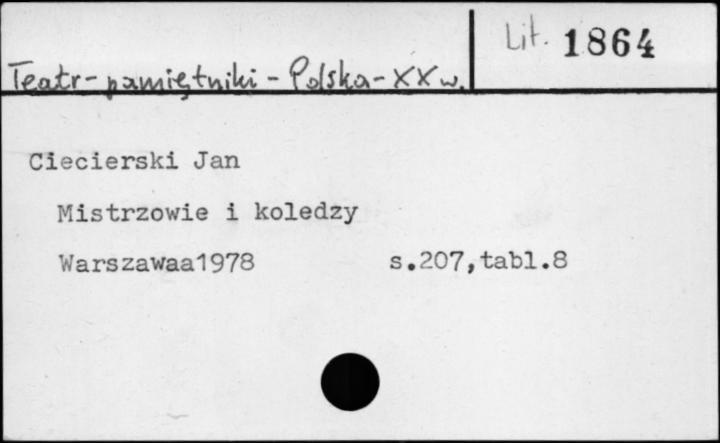 Lit. 1864
Teatr - pamiętniki - Polska - XX w.
Ciecierski Jan
Mistrzowie i koledzy
Warszawaa1978 s.207,tabl.8